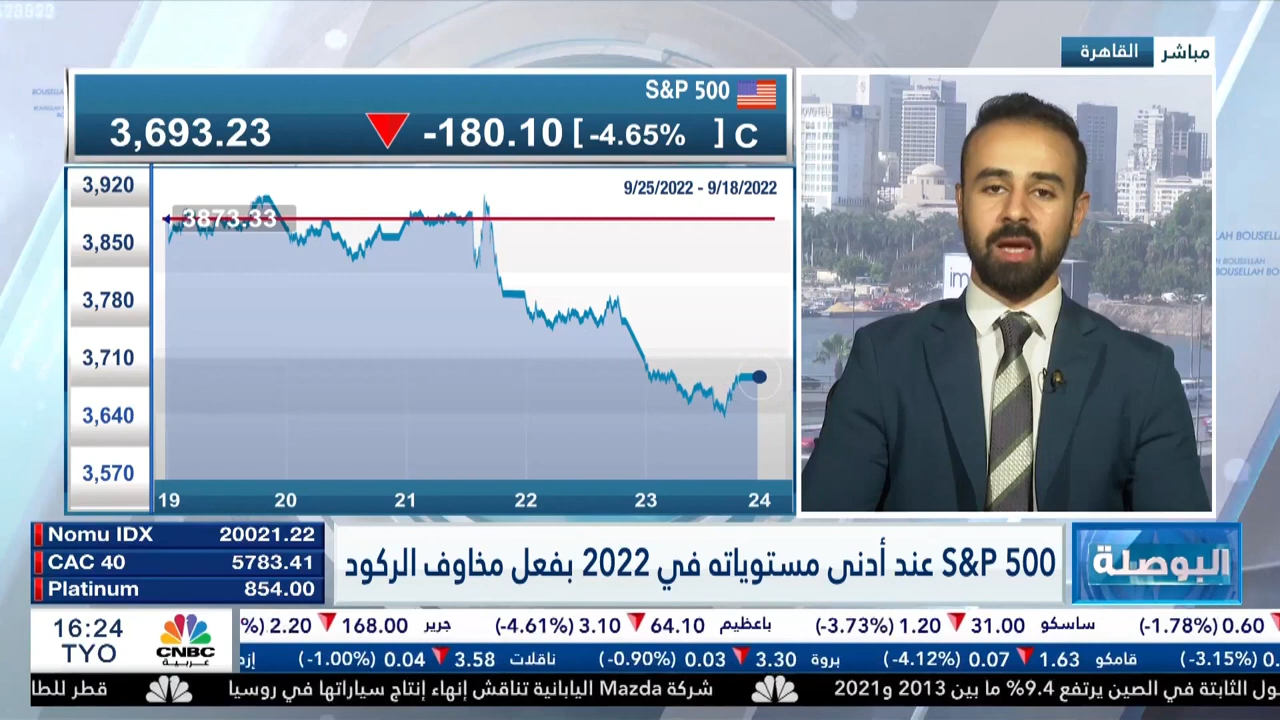 مباشر القاهرة
S&P 500
3,693.23 -180.10 [ -4.65% ] C
9/25/2022 - 9/18/2022
3873.33
3,920
3,850
3,780
3,710
3,640
3,570
19 20 21 22 23 24
BOUSELLAH
Nomu IDX 20021.22
CAC 40 5783.41
Platinum 854.00
S&P 500 عند أدنى مستوياته في 2022 بفعل مخاوف الركود
البوصلة
16:24
TYO
CNBC
عربية
%) 2.20 168.00 جرير (-4.61%) 3.10 64.10 باعظيم (-3.73%) 1.20 31.00 ساسكو (-1.78%) 0.60
(-1.00%) 0.04 3.58 ناقلات (-0.90%) 0.03 3.30 بروة (-4.12%) 0.07 1.63 قامكو (-3.15%)
ول الثابتة في الصين يرتفع 9.4% ما بين 2013 و2021 شركة Mazda اليابانية تناقش إنهاء إنتاج سياراتها في روسيا قطر للطا